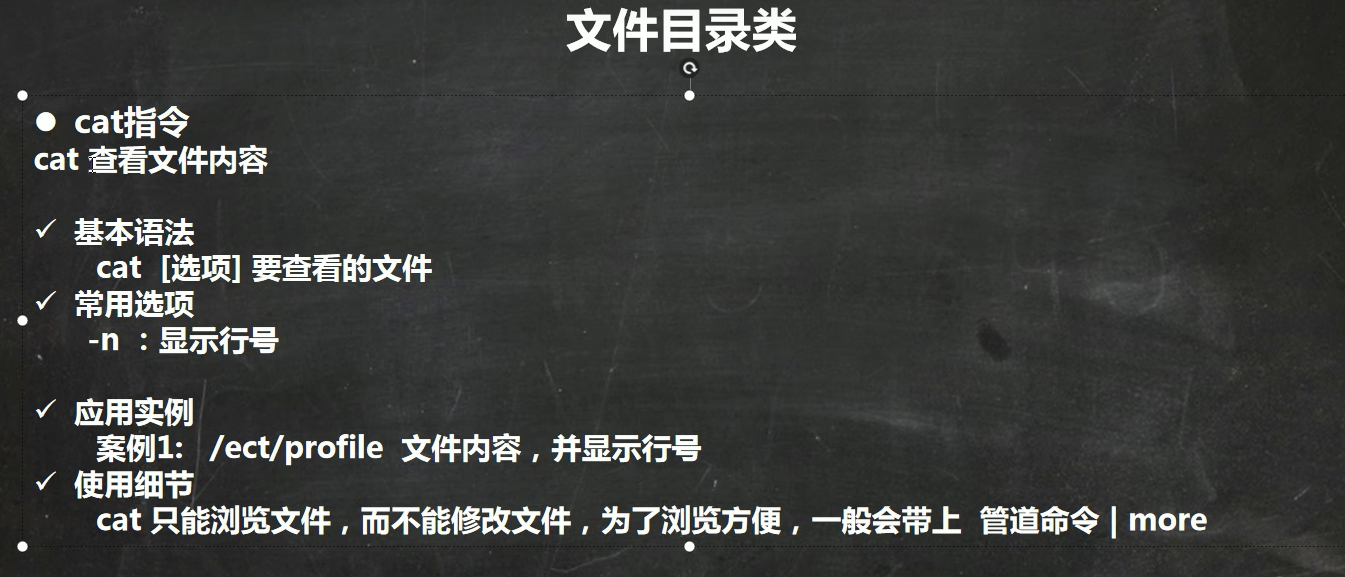 文件目录类
● cat指令
cat 查看文件内容
✓ 基本语法
cat [选项] 要查看的文件
✓ 常用选项
-n ：显示行号
✓ 应用实例
案例1: /ect/profile 文件内容，并显示行号
✓ 使用细节
cat 只能浏览文件，而不能修改文件，为了浏览方便，一般会带上 管道命令 | more